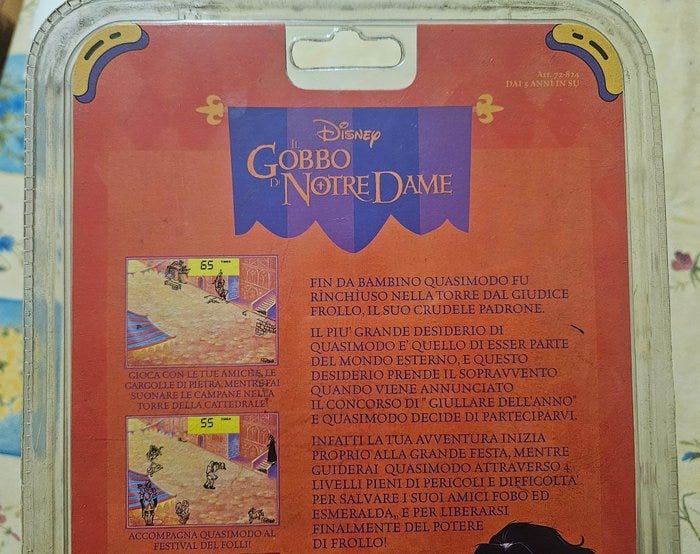 Art. 72-824
DAI 5 ANNI IN SU
Disney
IL
GOBBO
DI NOTRE DAME
65 TIMER
GIOCA CON LE TUE AMICHE, LE
GARGOLLE DI PIETRA, MENTRE FAI
SUONARE LE CAMPANE NELLA
TORRE DELLA CATTEDRALE!
55 TIMER
ACCOMPAGNA QUASIMODO AL
FESTIVAL DEI FOLLI!
FIN DA BAMBINO QUASIMODO FU
RINCHIUSO NELLA TORRE DAL GIUDICE
FROLLO, IL SUO CRUDELE PADRONE.
IL PIU' GRANDE DESIDERIO DI
QUASIMODO E' QUELLO DI ESSER PARTE
DEL MONDO ESTERNO, E QUESTO
DESIDERIO PRENDE IL SOPRAVVENTO
QUANDO VIENE ANNUNCIATO
IL CONCORSO DI " GIULLARE DELL'ANNO"
E QUASIMODO DECIDE DI PARTECIPARVI.
INFATTI LA TUA AVVENTURA INIZIA
PROPRIO ALLA GRANDE FESTA, MENTRE
GUIDERAI QUASIMODO ATTRAVERSO 4
LIVELLI PIENI DI PERICOLI E DIFFICOLTA'
PER SALVARE I SUOI AMICI FOBO ED
ESMERALDA,, E PER LIBERARSI
FINALMENTE DEL POTERE
DI FROLLO!